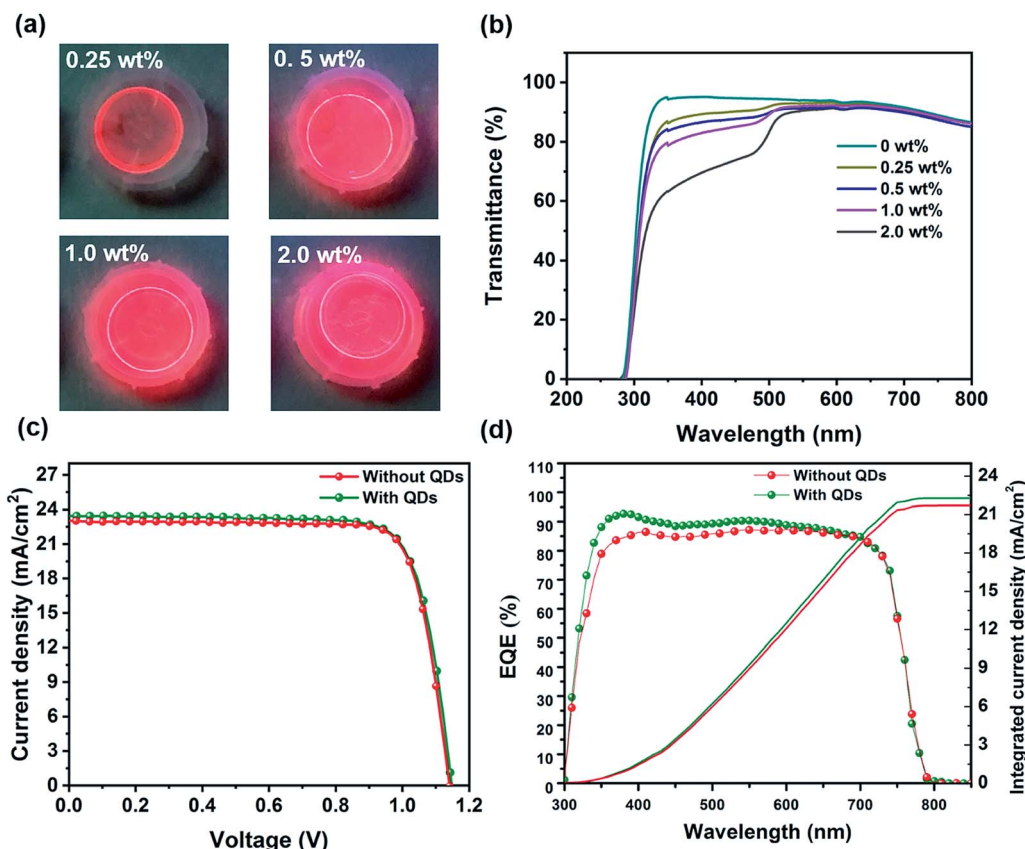 (a)
0.25 wt%
0. 5 wt%
1.0 wt%
2.0 wt%
(b)
100
80
60
40
20
0
Transmittance (%)
0 wt%
0.25 wt%
0.5 wt%
1.0 wt%
2.0 wt%
200 300 400 500 600 700 800
Wavelength (nm)
(c)
27
24
21
18
15
12
9
6
3
0
Current density (mA/cm²)
Without QDs
With QDs
0.0 0.2 0.4 0.6 0.8 1.0 1.2
Voltage (V)
(d)
110
100
90
80
70
60
50
40
30
20
10
0
EQE (%)
Without QDs
With QDs
24
21
18
15
12
9
6
3
0
Integrated current density (mA/cm²)
300 400 500 600 700 800
Wavelength (nm)